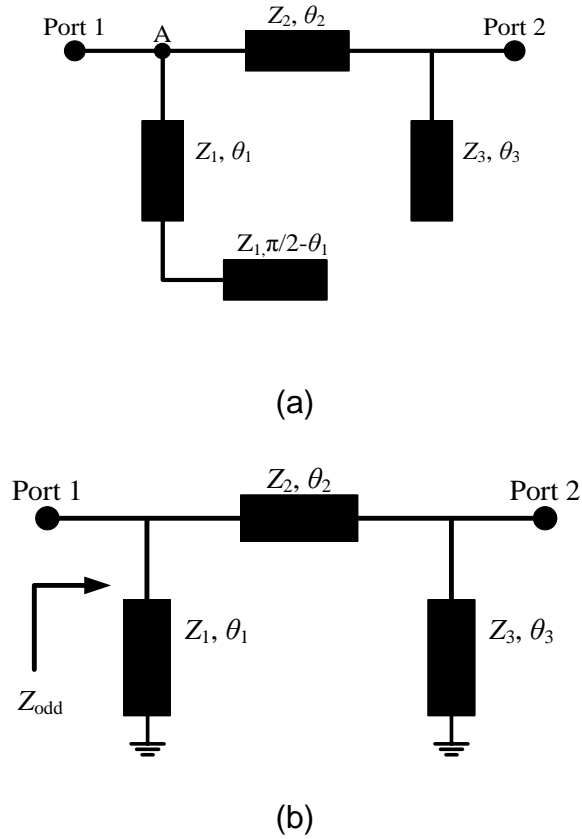 Z₂, θ₂
Port 1 A Port 2
Z₁, θ₁ Z₃, θ₃
Z₁,π/2-θ₁
(a)
Z₂, θ₂
Port 1 Port 2
Z₁, θ₁ Z₃, θ₃
Zodd
(b)